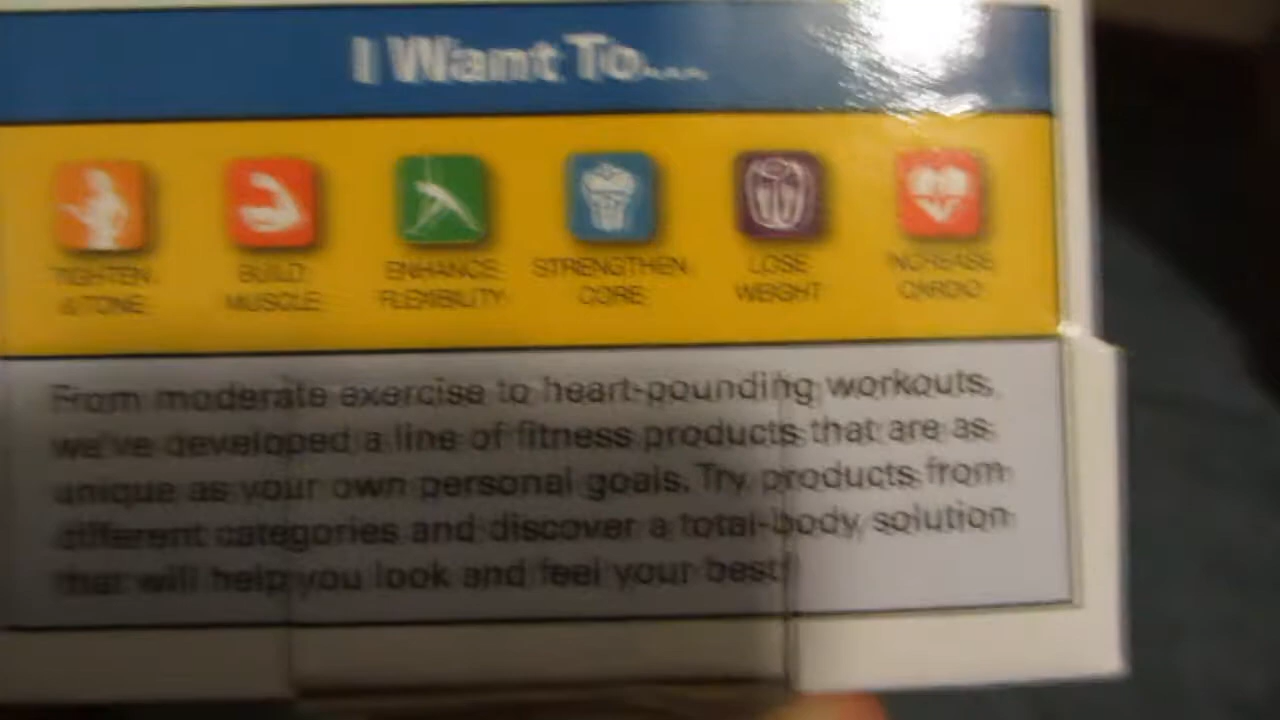 I Want To...
TIGHTEN & TONE
BUILD MUSCLE
ENHANCE FLEXIBILITY
STRENGTHEN CORE
LOSE WEIGHT
INCREASE CARDIO
From moderate exercise to heart-pounding workouts,
we've developed a line of fitness products that are as
unique as your own personal goals. Try products from
different categories and discover a total-body solution
that will help you look and feel your best!